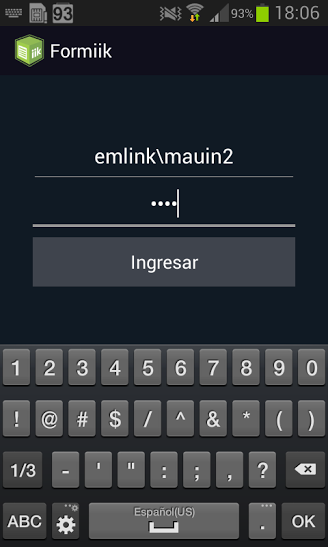 93 93% 18:06
iik Formiik
emlink\mauin2
••••
Ingresar
1 2 3 4 5 6 7 8 9 0
! @ # $ / ^ & * ( )
1/3 - ' " : ; , ?
ABC Español(US) . OK